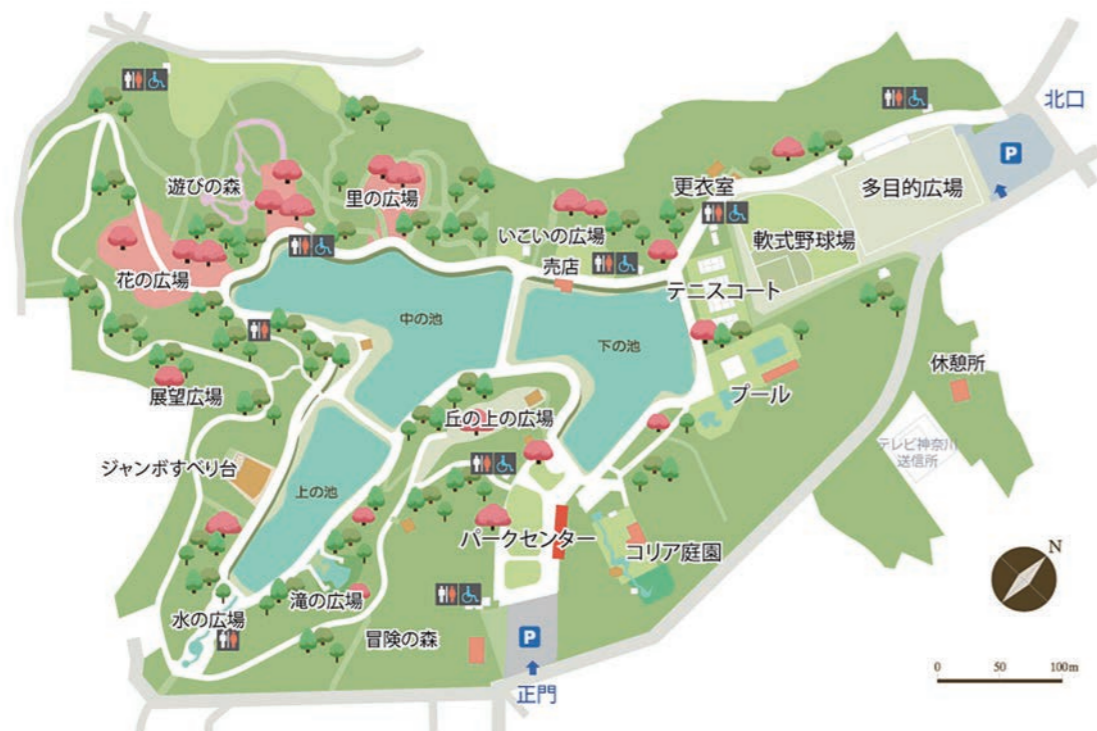 北口
P
更衣室
多目的広場
遊びの森
里の広場
いこいの広場
軟式野球場
売店
花の広場
テニスコート
中の池
下の池
休憩所
展望広場
プール
丘の上の広場
テレビ神奈川
送信所
ジャンボすべり台
上の池
パークセンター
コリア庭園
N
滝の広場
水の広場
冒険の森
P
正門
0 50 100m